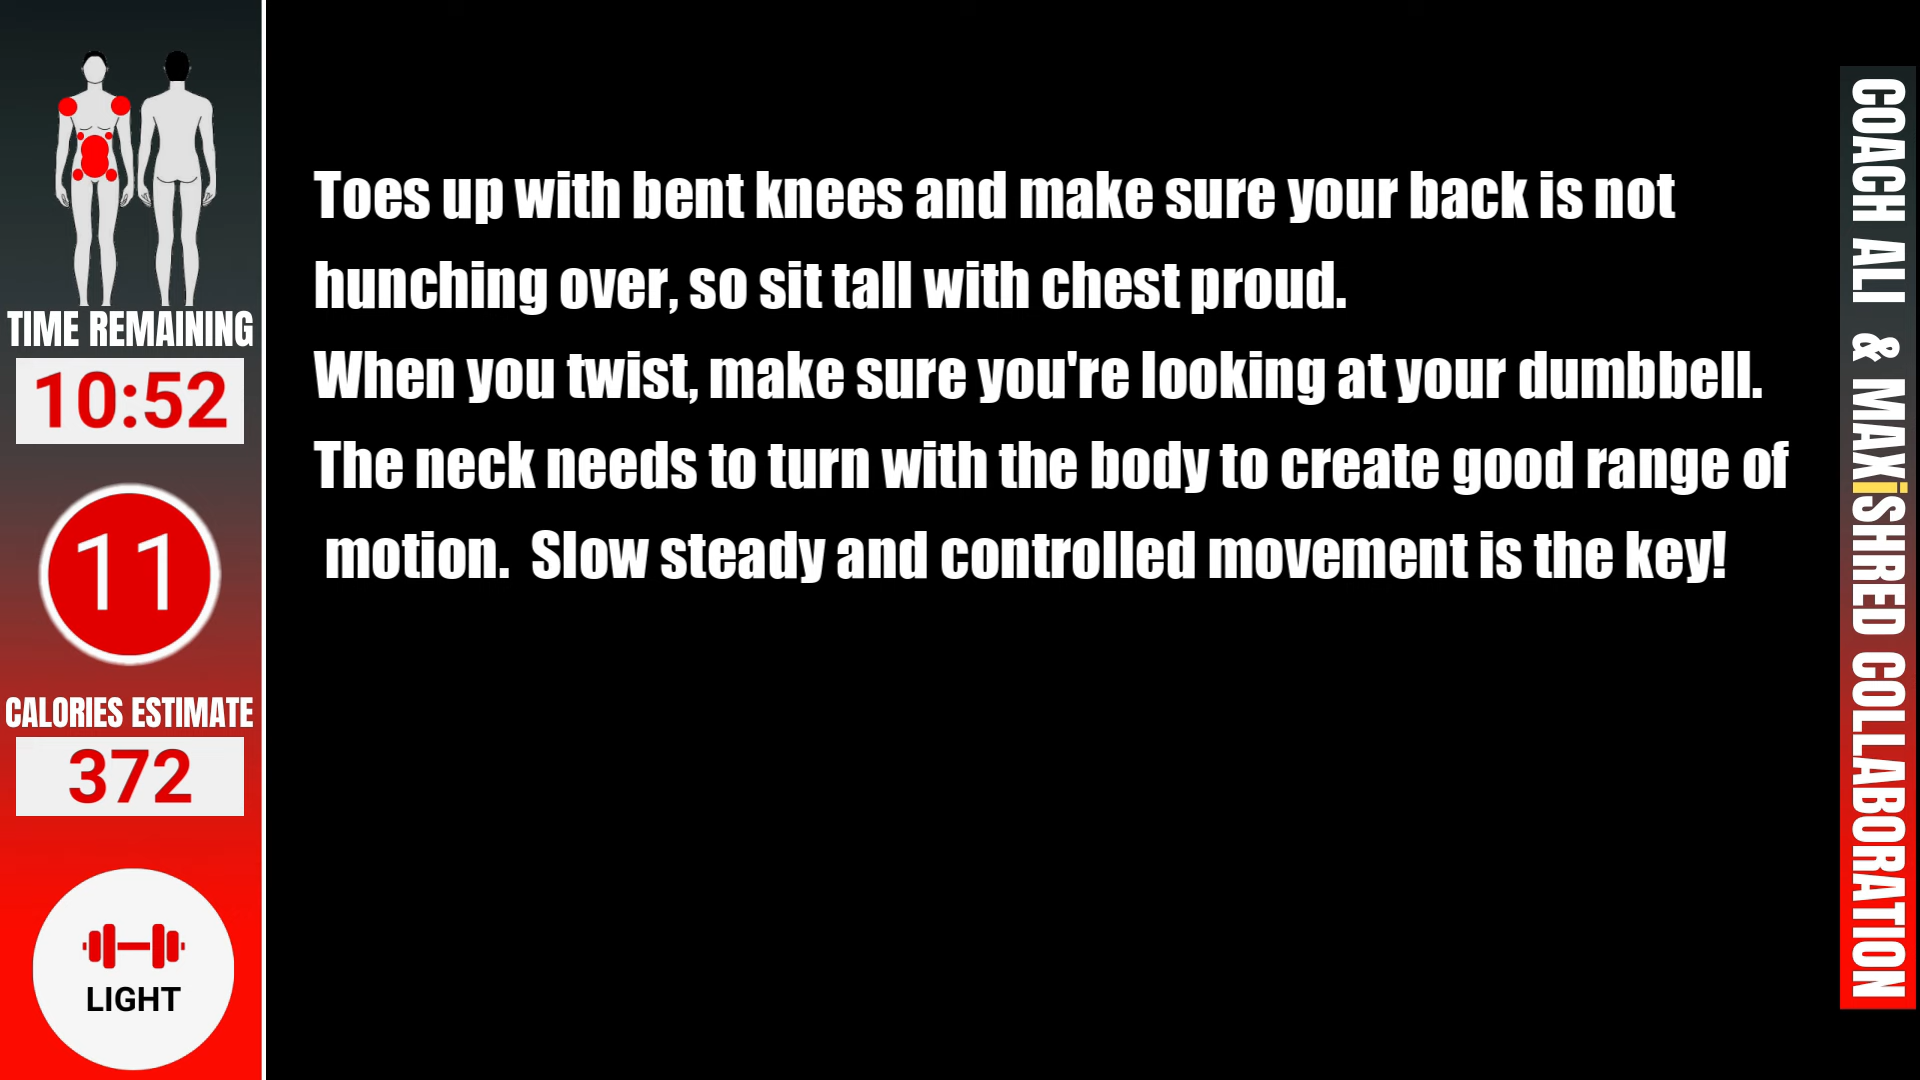 TIME REMAINING
10:52
11
CALORIES ESTIMATE
372
LIGHT
Toes up with bent knees and make sure your back is not
hunching over, so sit tall with chest proud.
When you twist, make sure you're looking at your dumbbell.
The neck needs to turn with the body to create good range of
motion. Slow steady and controlled movement is the key!
COACH ALI & MAXiSHRED COLLABORATION